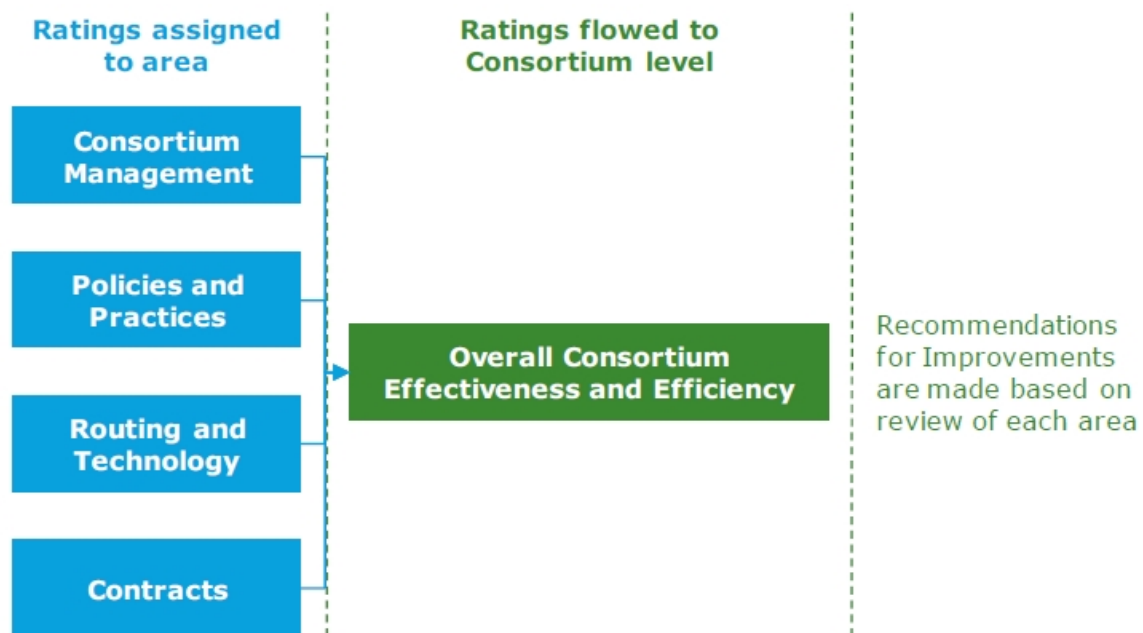 Ratings assigned
to area
Ratings flowed to
Consortium level
Consortium
Management
Policies and
Practices
Routing and
Technology
Contracts
Overall Consortium
Effectiveness and Efficiency
Recommendations
for Improvements
are made based on
review of each area